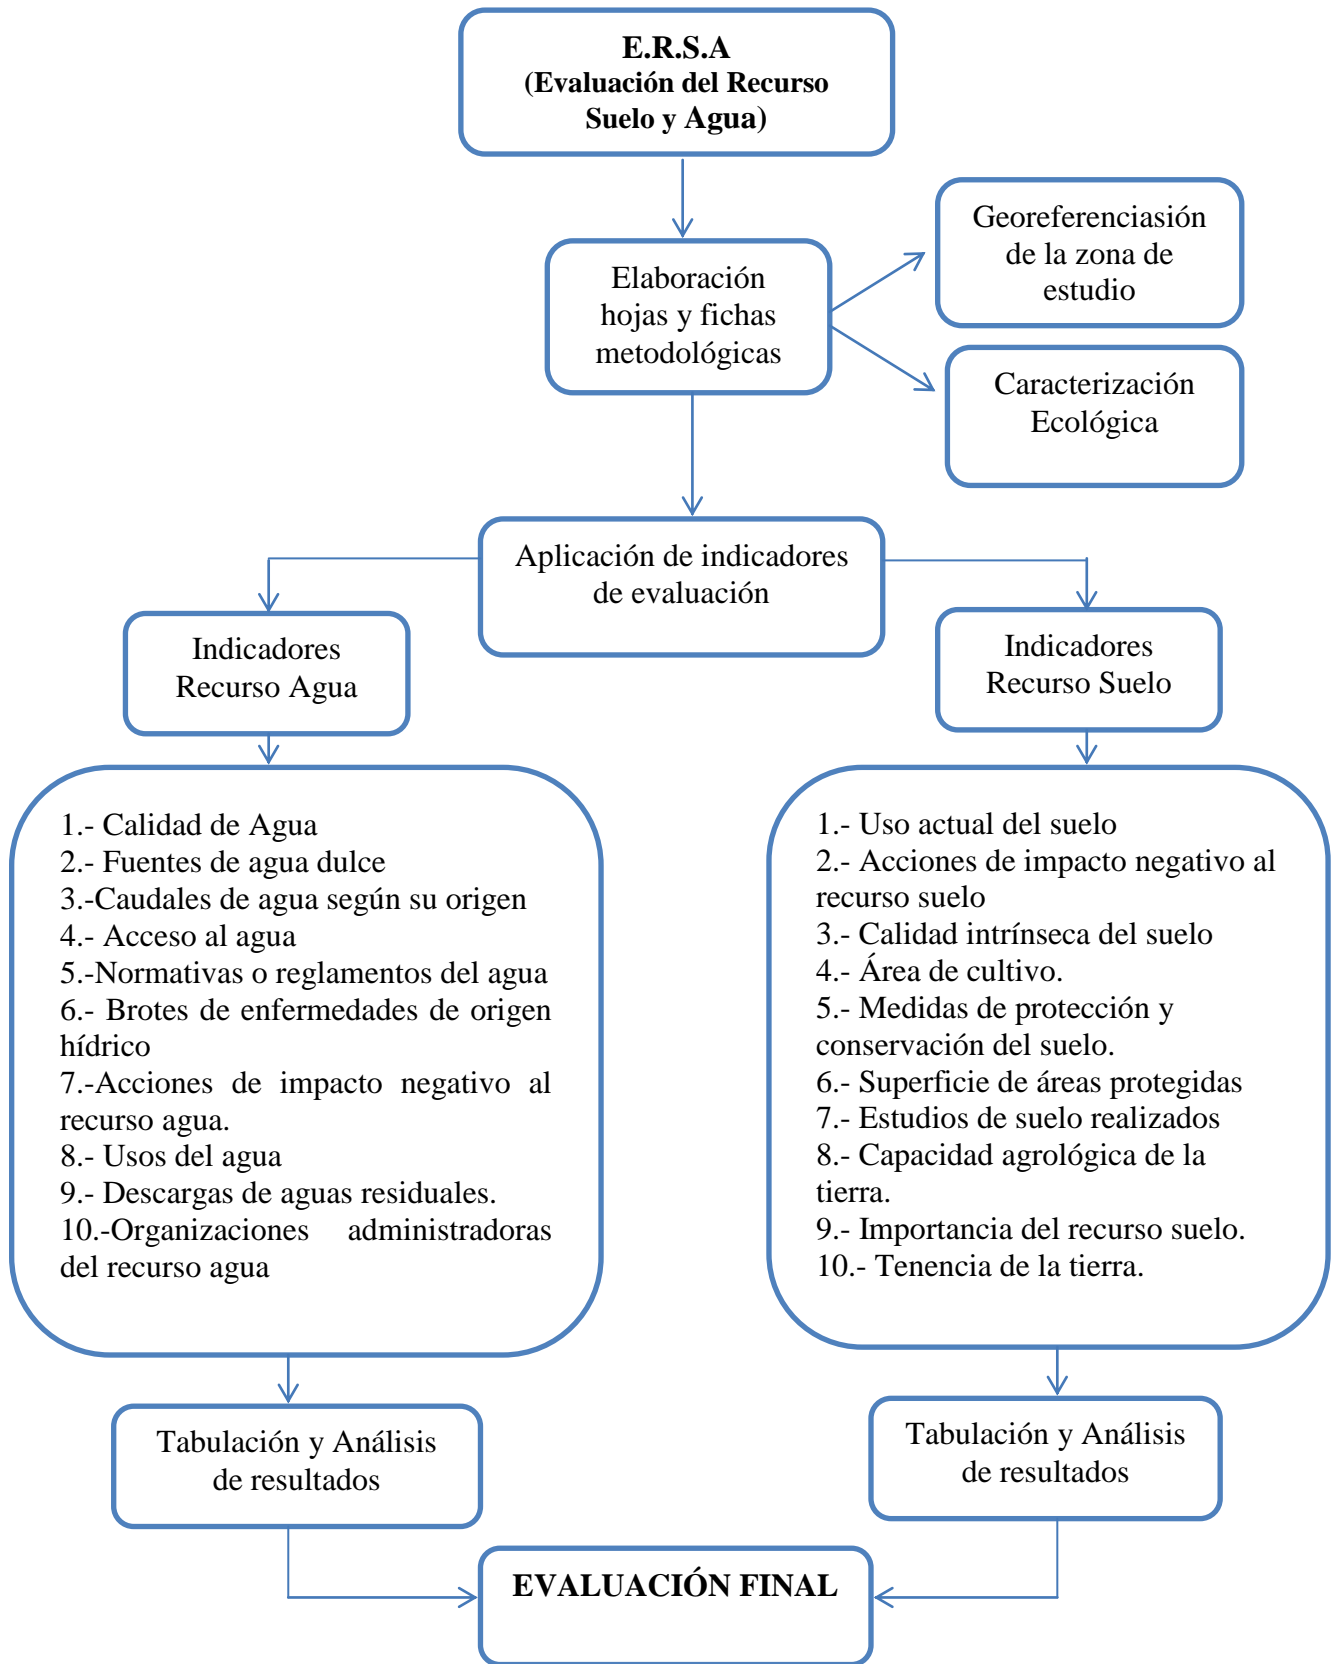 E.R.S.A
(Evaluación del Recurso
Suelo y Agua)
Georeferenciasión
de la zona de
estudio
Elaboración
hojas y fichas
metodológicas
Caracterización
Ecológica
Aplicación de indicadores
de evaluación
Indicadores
Recurso Agua
Indicadores
Recurso Suelo
1.- Calidad de Agua
2.- Fuentes de agua dulce
3.-Caudales de agua según su origen
4.- Acceso al agua
5.-Normativas o reglamentos del agua
6.- Brotes de enfermedades de origen
hídrico
7.-Acciones de impacto negativo al
recurso agua.
8.- Usos del agua
9.- Descargas de aguas residuales.
10.-Organizaciones administradoras
del recurso agua
1.- Uso actual del suelo
2.- Acciones de impacto negativo al
recurso suelo
3.- Calidad intrínseca del suelo
4.- Área de cultivo.
5.- Medidas de protección y
conservación del suelo.
6.- Superficie de áreas protegidas
7.- Estudios de suelo realizados
8.- Capacidad agrológica de la
tierra.
9.- Importancia del recurso suelo.
10.- Tenencia de la tierra.
Tabulación y Análisis
de resultados
Tabulación y Análisis
de resultados
EVALUACIÓN FINAL